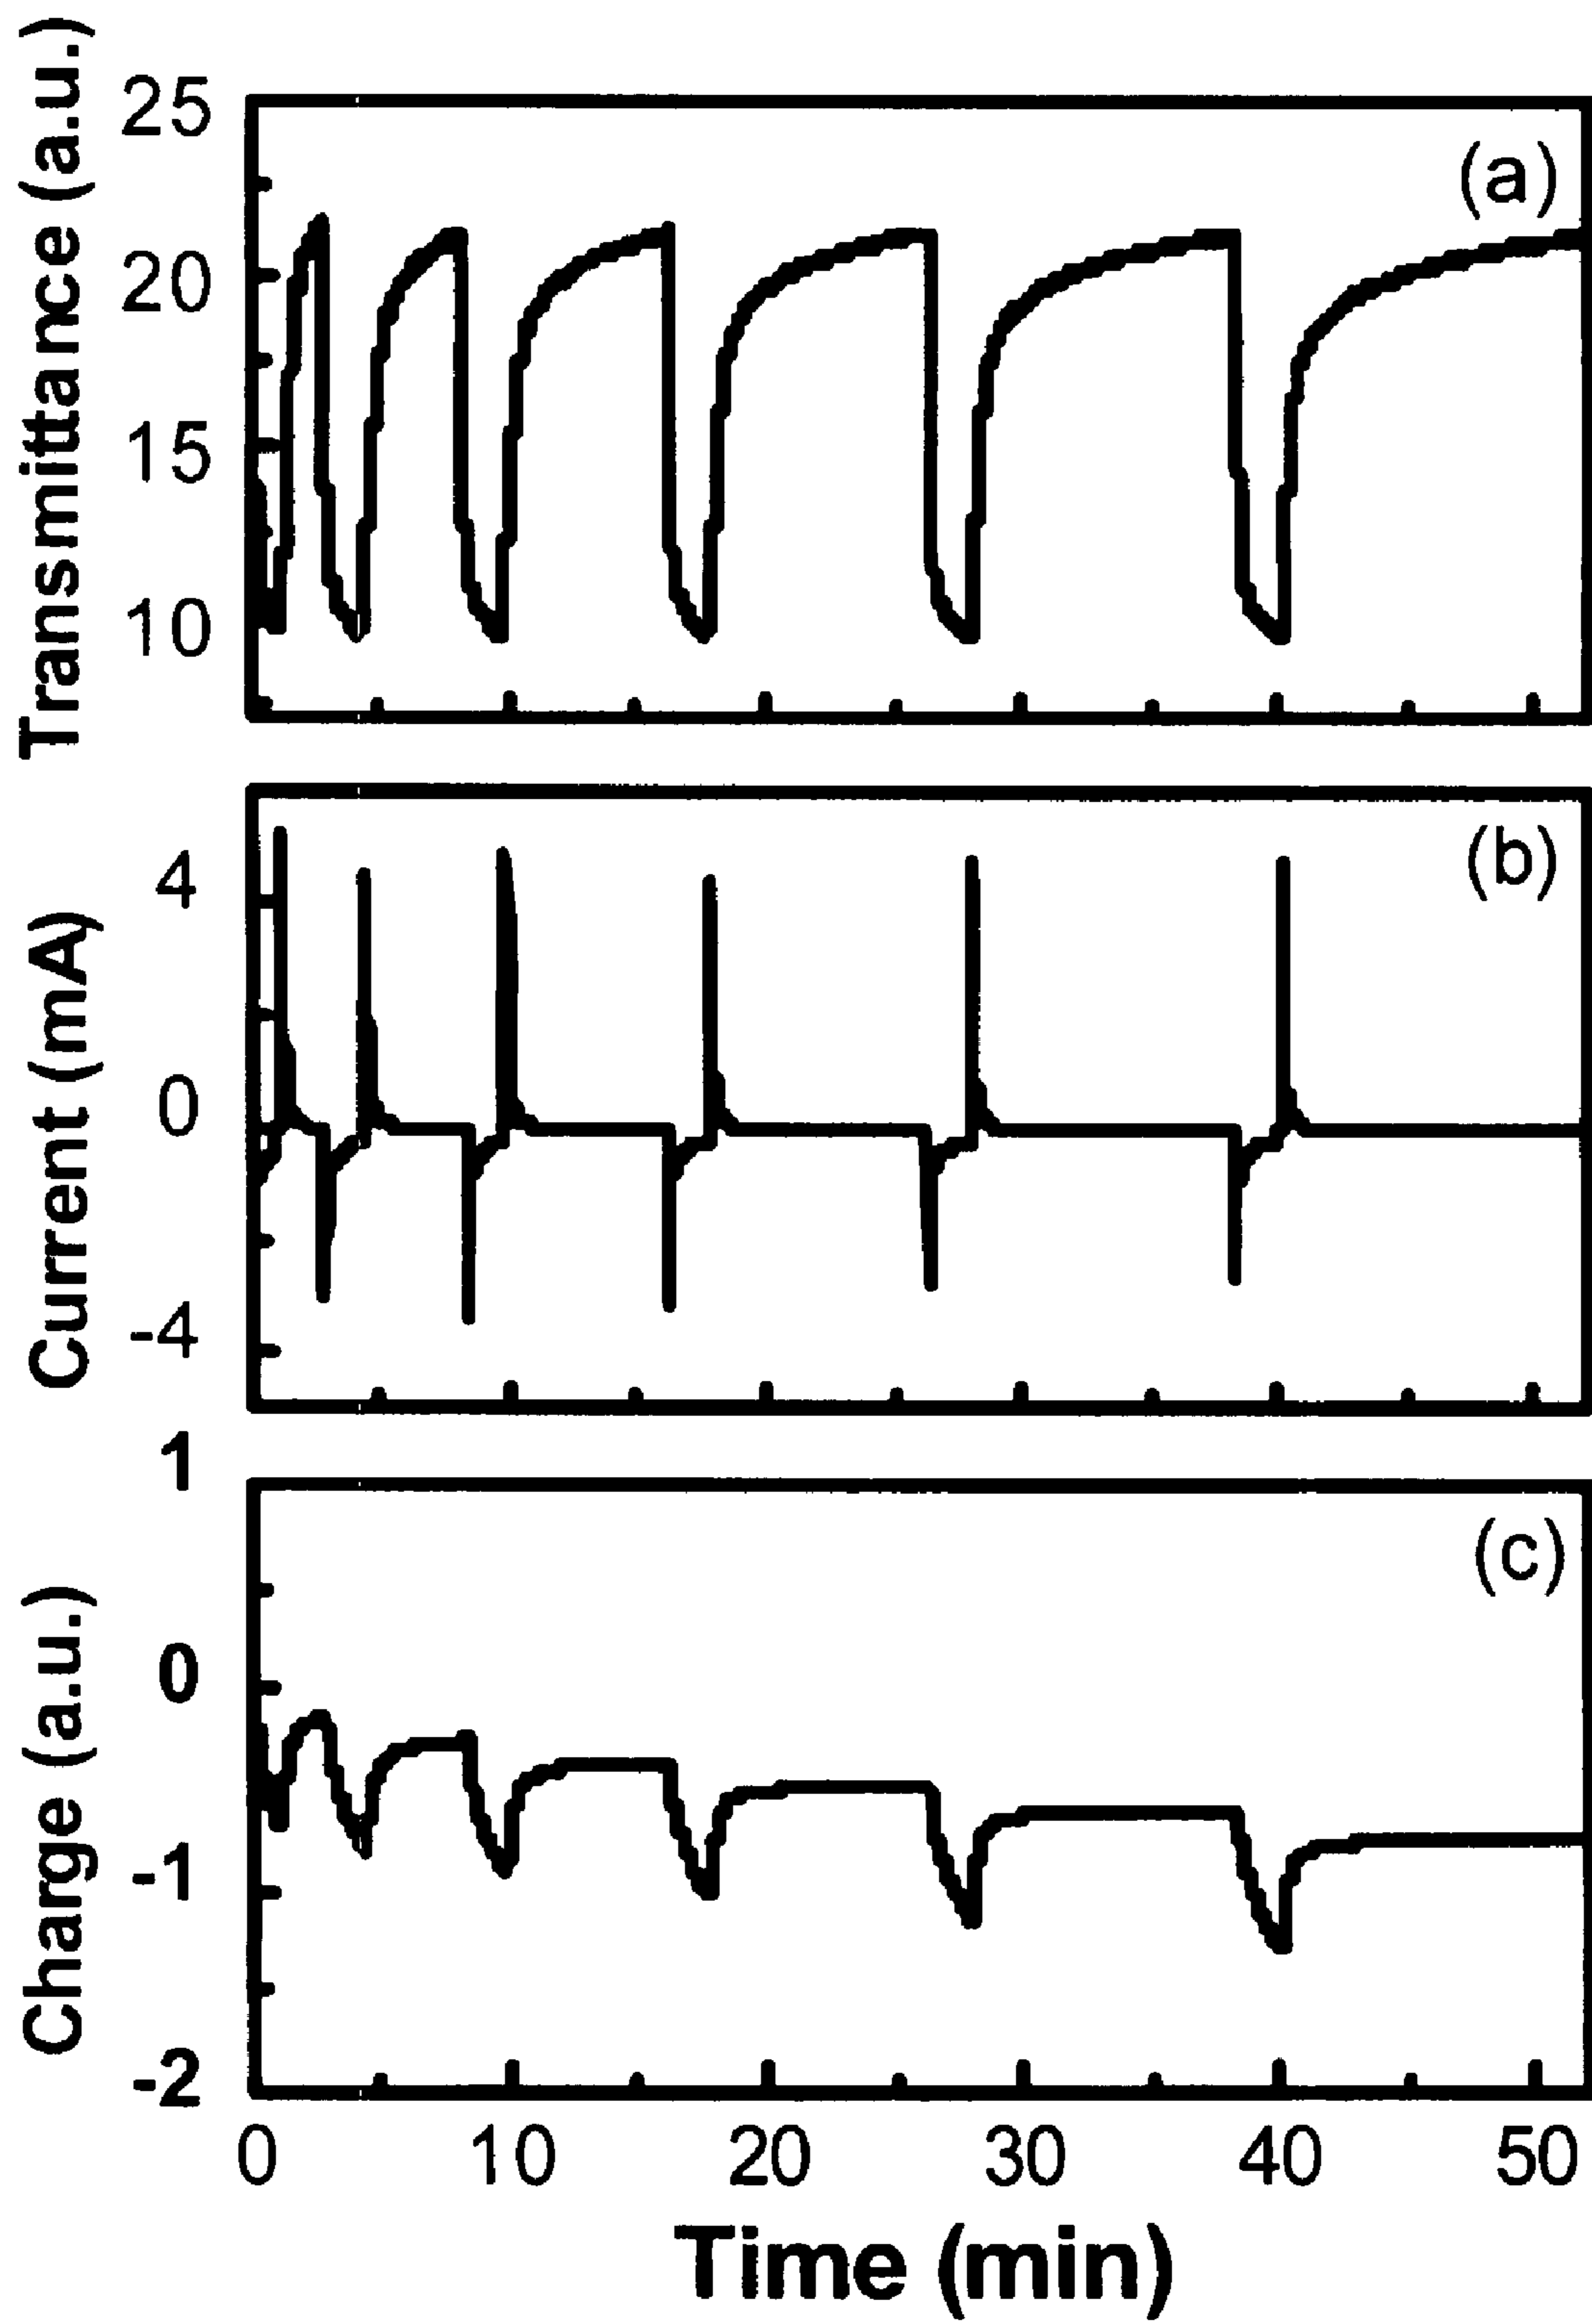 Transmittance (a.u.)
25
20
15
10
(a)
Current (mA)
4
0
-4
(b)
Charge (a.u.)
1
0
-1
-2
(c)
0 10 20 30 40 50
Time (min)